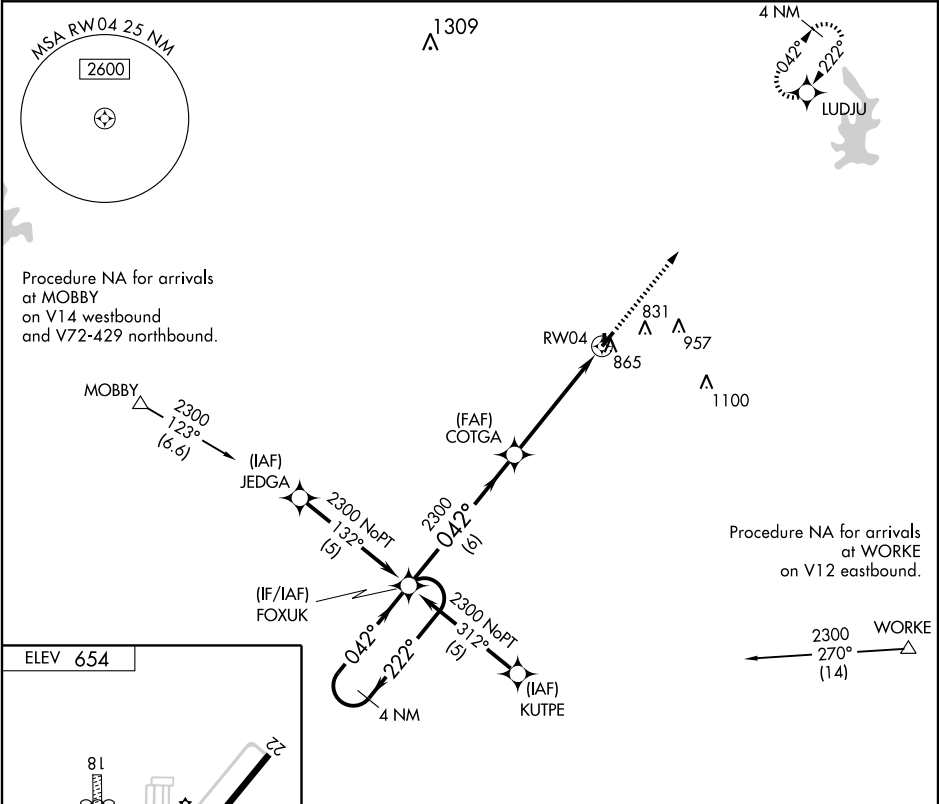 MSA RW04 25 NM
2600
1309
4 NM
042°
222°
LUDJU
Procedure NA for arrivals
at MOBBY
on V14 westbound
and V72-429 northbound.
RW04
831
957
865
1100
MOBBY
2300
123°
(6.6)
(FAF)
COTGA
(IAF)
JEDGA
2300 NoPT
132°
(5)
2300
042°
(6)
Procedure NA for arrivals
at WORKE
on V12 eastbound.
(IF/IAF)
FOXUK
2300 NoPT
312°
(5)
042°
222°
4 NM
(IAF)
KUTPE
2300
270°
(14)
WORKE
ELEV 654
22
18